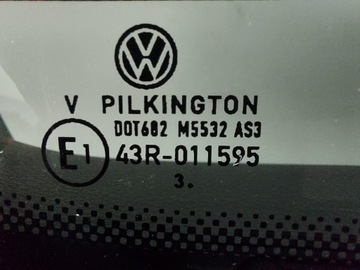 V PILKINGTON
DOT682 M5532 AS3
E1 43R-011595
3.